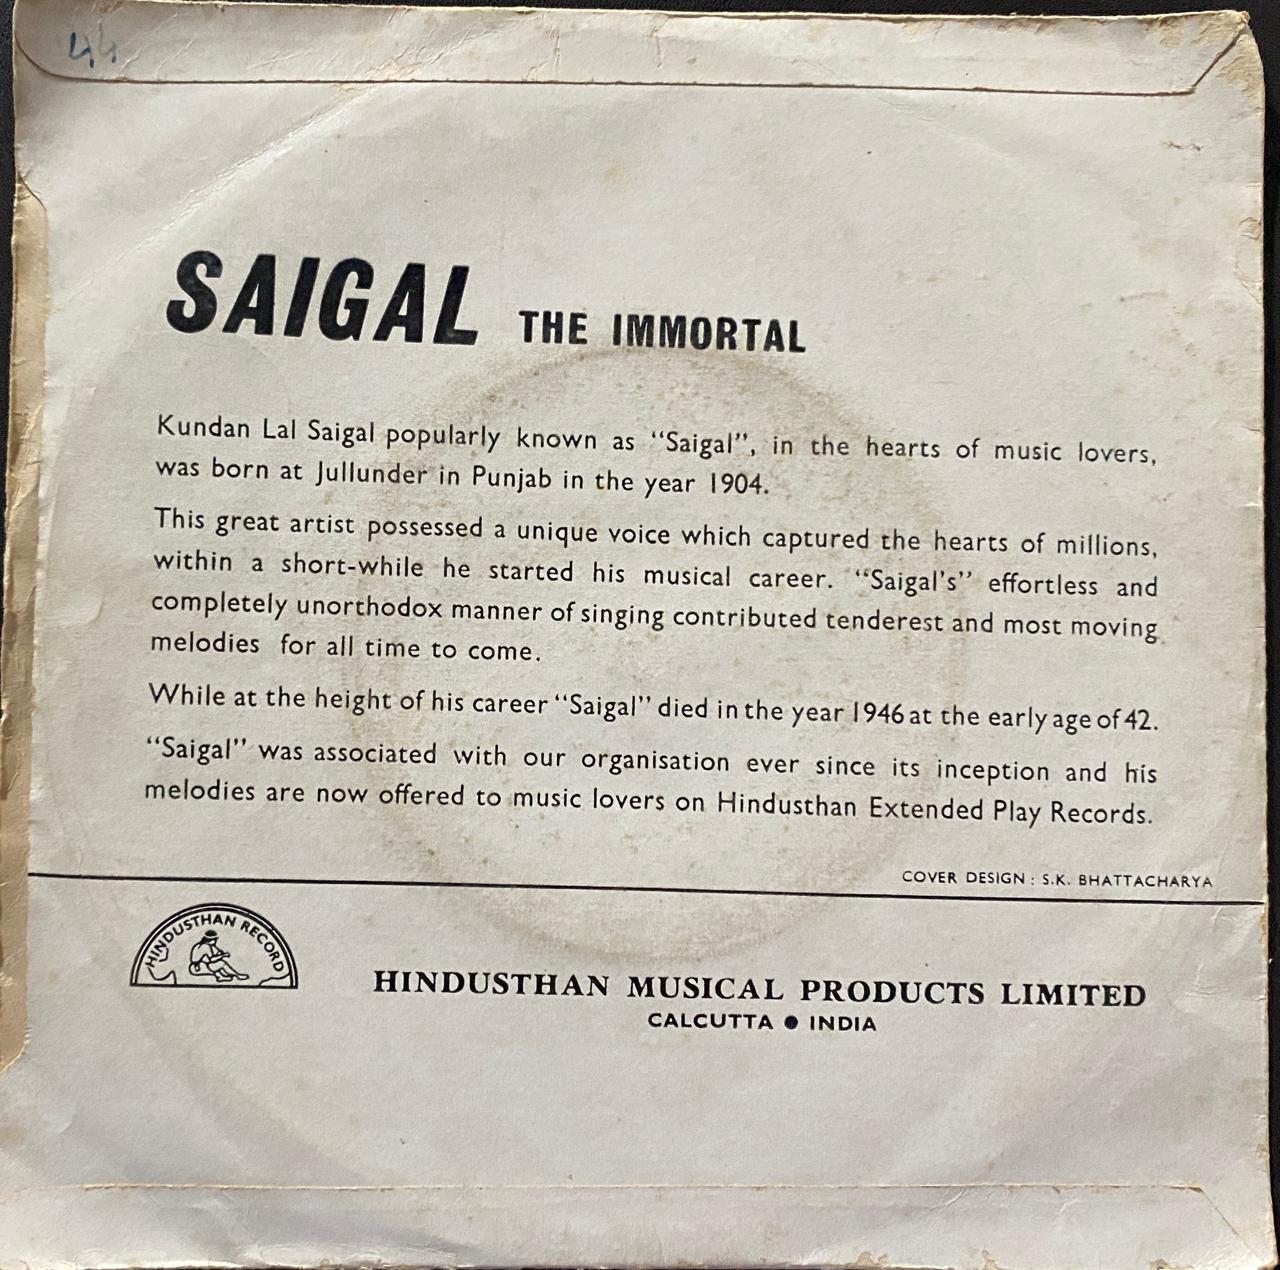 44
SAIGAL THE IMMORTAL
Kundan Lal Saigal popularly known as “Saigal”, in the hearts of music lovers,
was born at Jullunder in Punjab in the year 1904.
This great artist possessed a unique voice which captured the hearts of millions,
within a short-while he started his musical career. “Saigal’s” effortless and
completely unorthodox manner of singing contributed tenderest and most moving
melodies for all time to come.
While at the height of his career “Saigal” died in the year 1946 at the early age of 42.
“Saigal” was associated with our organisation ever since its inception and his
melodies are now offered to music lovers on Hindusthan Extended Play Records.
COVER DESIGN : S.K. BHATTACHARYA
HINDUSTHAN RECORD
HINDUSTHAN MUSICAL PRODUCTS LIMITED
CALCUTTA ● INDIA